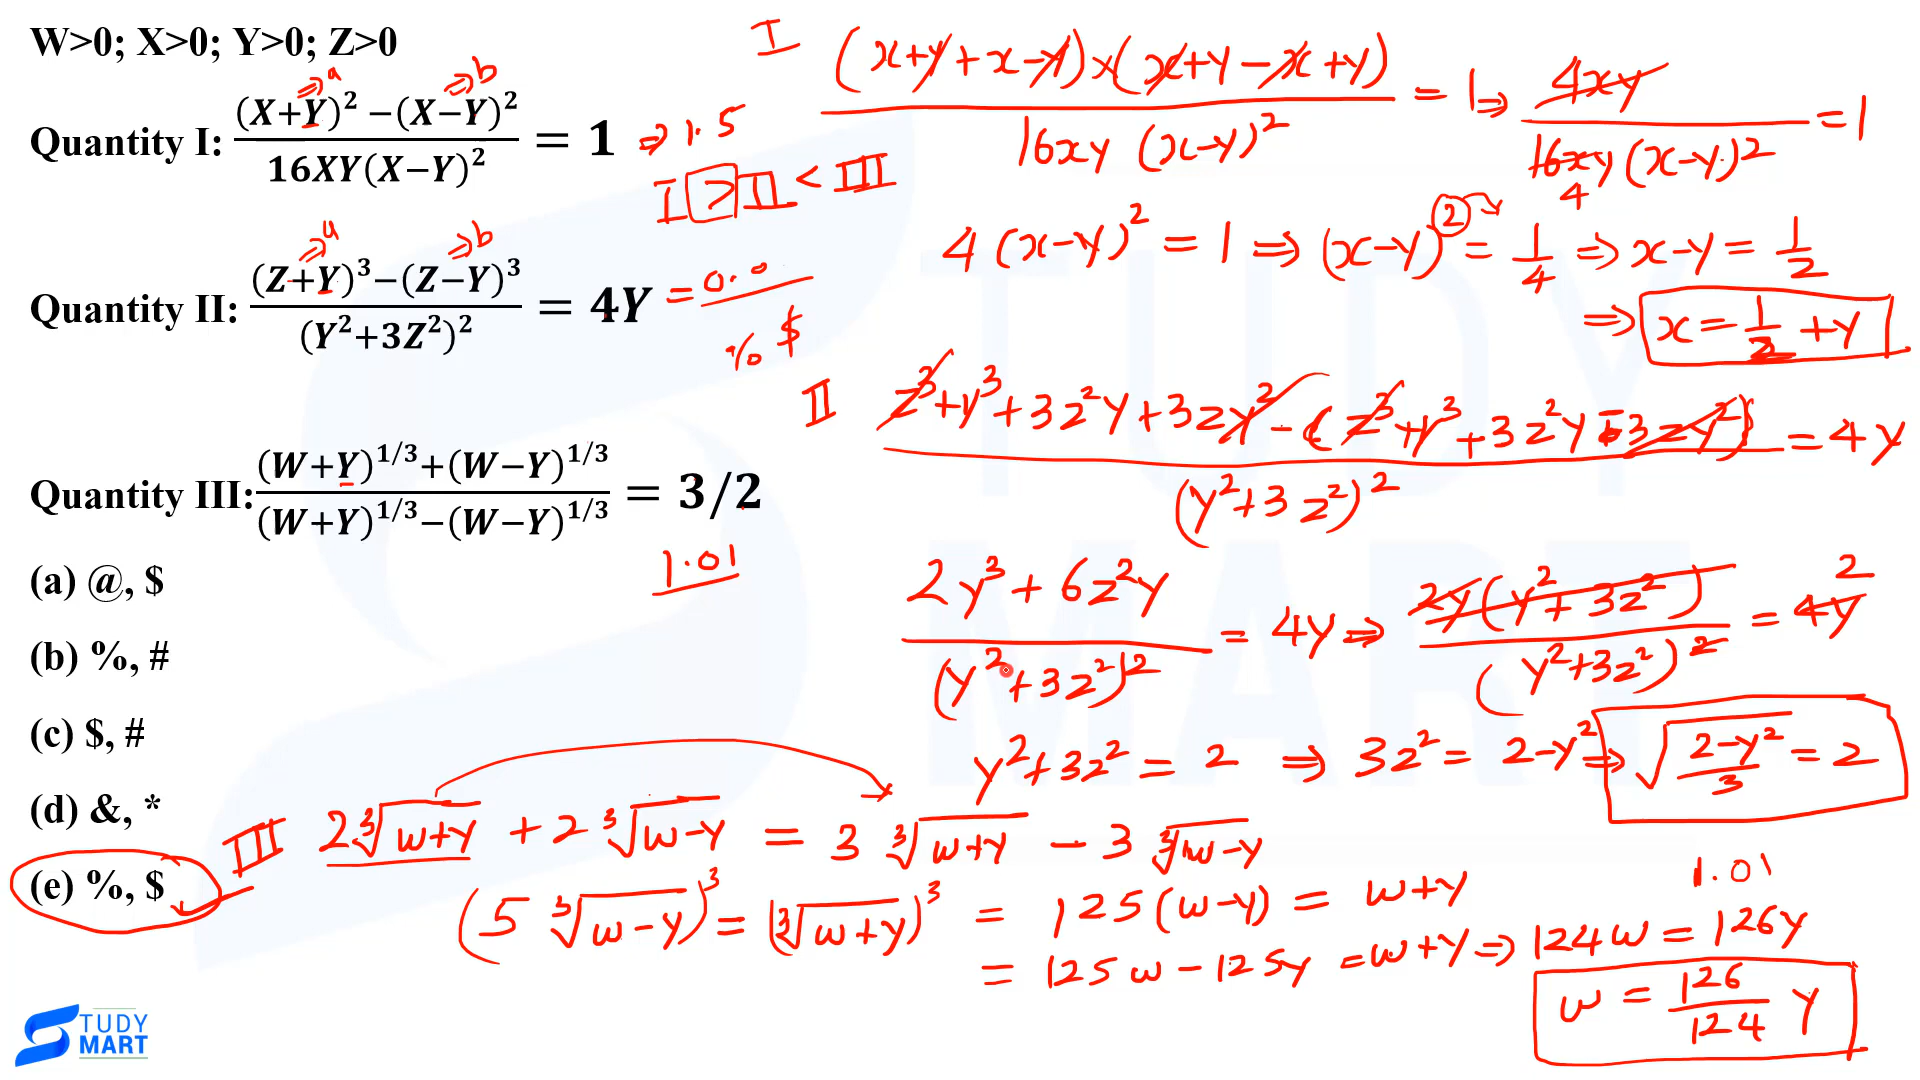 W>0; X>0; Y>0; Z>0
⇒a ⇒b
Quantity I: ((X+Y)² −(X−Y)²)/(16XY(X−Y)²) = 1 ⇒ 1.5
I > II < III
⇒a ⇒b
Quantity II: ((Z+Y)³−(Z−Y)³)/((Y²+3Z²)²) = 4Y = 0.0
% $
Quantity III: ((W+Y)^1/3+(W−Y)^1/3)/((W+Y)^1/3−(W−Y)^1/3) = 3/2
1.01
(a) @, $
(b) %, #
(c) $, #
(d) &, *
(e) %, $
I ((x+y+x−y)×(x+y−x+y))/(16xy (x−y)²) = 1 ⇒ 4xy/(16xy(x−y)²) = 1
4
4 (x−y)² = 1 ⇒ (x−y)² = 1/4 ⇒ x−y = 1/2
⇒ x = 1/2 + y
II (z³+y³+3z²y+3zy² − (z³+y³+3z²y−3zy²))/((y²+3z²)²) = 4y
(2y³+6z²y)/((y²+3z²)²) = 4y ⇒ (2y(y²+3z²))/((y²+3z²)²) = 4y 2
y²+3z² = 2 ⇒ 3z² = 2−y² ⇒ √((2−y²)/3) = 2
III 2∛(w+y) + 2∛(w−y) = 3∛(w+y) − 3∛(w−y)
(5∛(w−y))³ = (∛(w+y))³ = 125(w−y) = w+y
1.01
= 125w−125y = w+y ⇒ 124w = 126y
w = 126/124 y
STUDY
MART